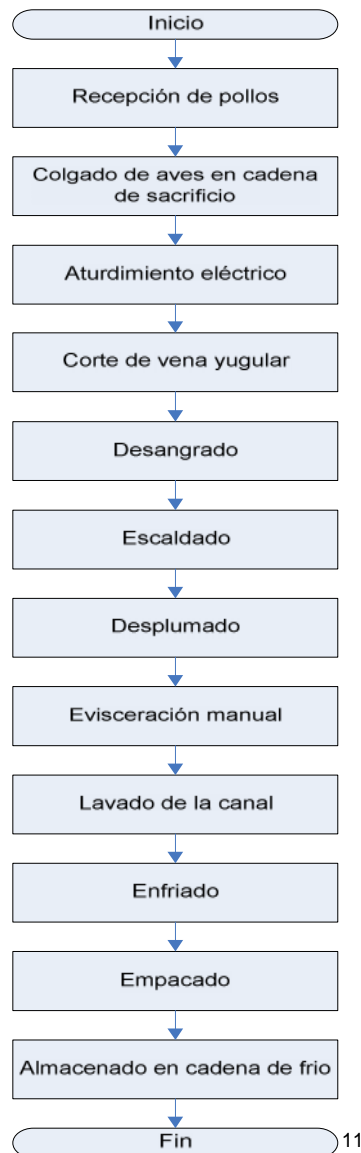 Inicio
Recepción de pollos
Colgado de aves en cadena
de sacrificio
Aturdimiento eléctrico
Corte de vena yugular
Desangrado
Escaldado
Desplumado
Evisceración manual
Lavado de la canal
Enfriado
Empacado
Almacenado en cadena de frio
Fin
11